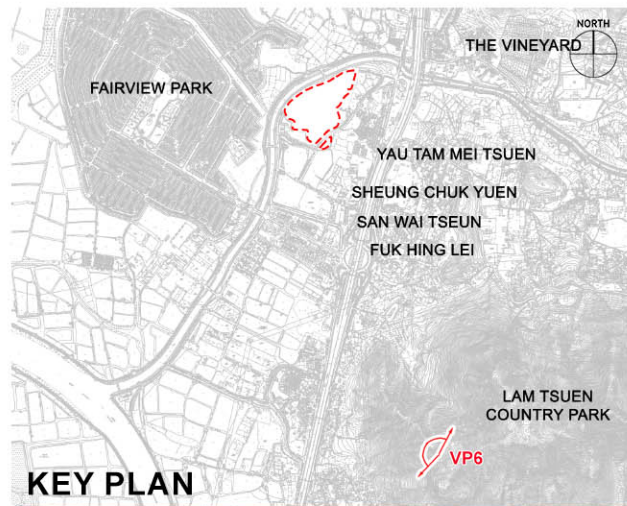 NORTH
THE VINEYARD
FAIRVIEW PARK
YAU TAM MEI TSUEN
SHEUNG CHUK YUEN
SAN WAI TSEUN
FUK HING LEI
LAM TSUEN
COUNTRY PARK
VP6
KEY PLAN